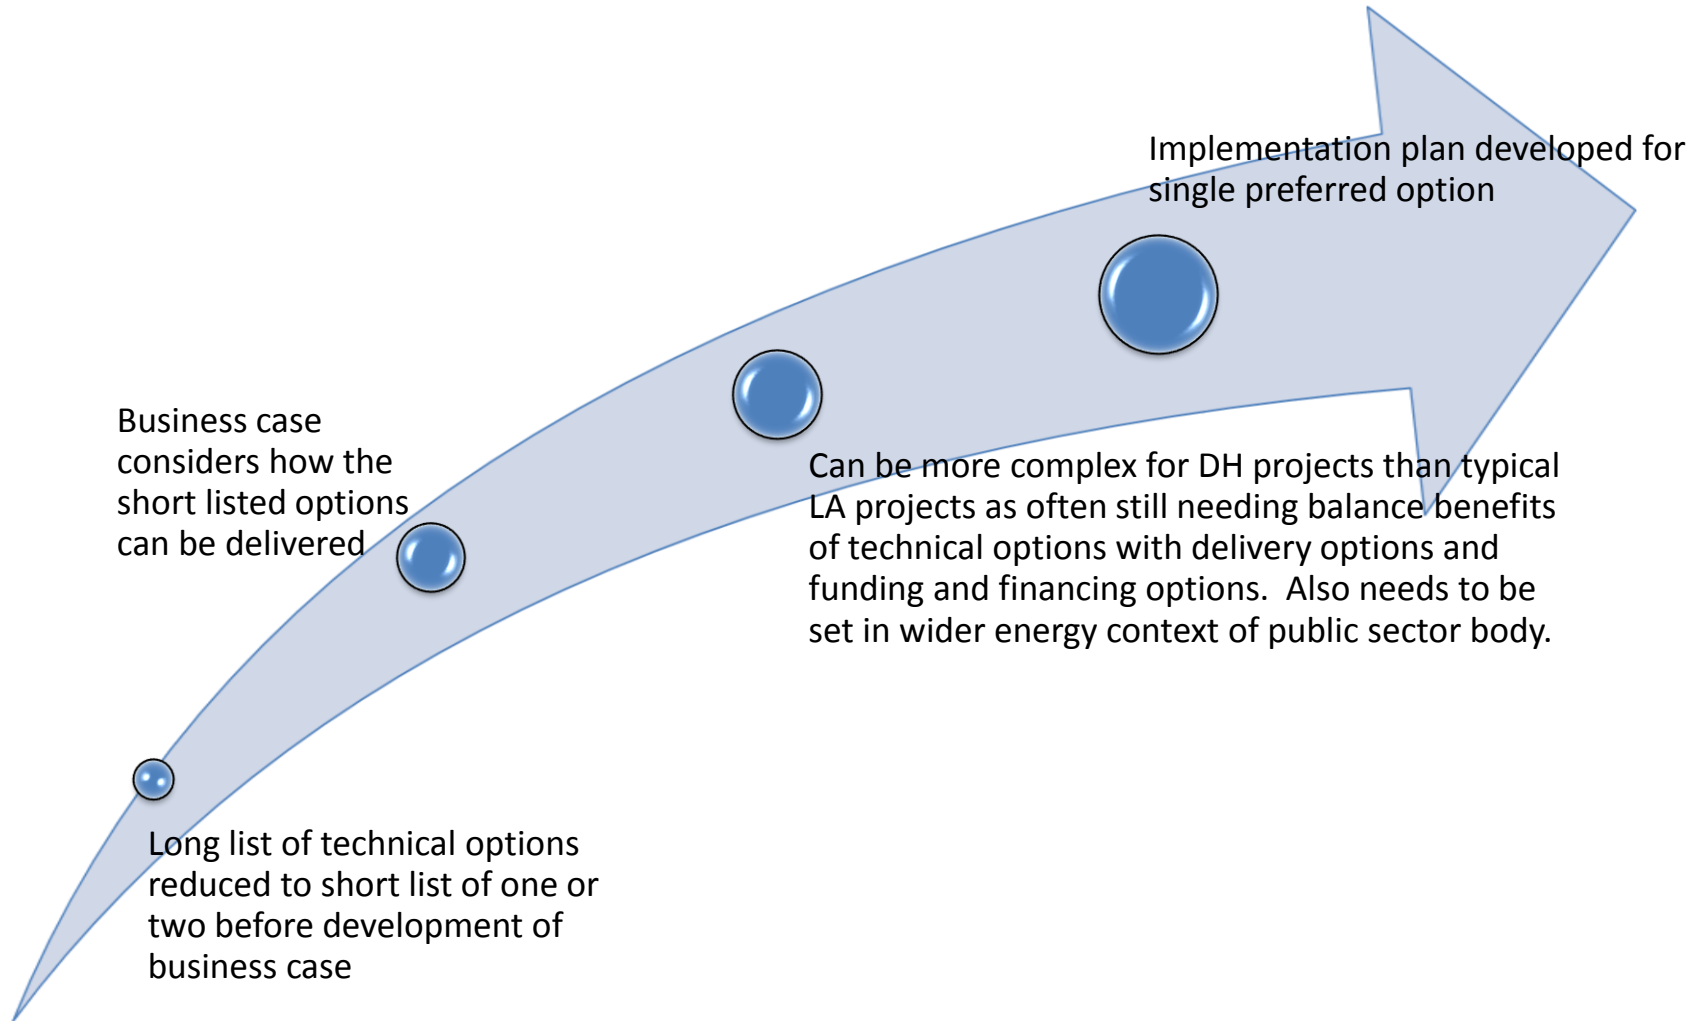 Implementation plan developed for
single preferred option
Business case
considers how the
short listed options
can be delivered
Can be more complex for DH projects than typical
LA projects as often still needing balance benefits
of technical options with delivery options and
funding and financing options.  Also needs to be
set in wider energy context of public sector body.
Long list of technical options
reduced to short list of one or
two before development of
business case